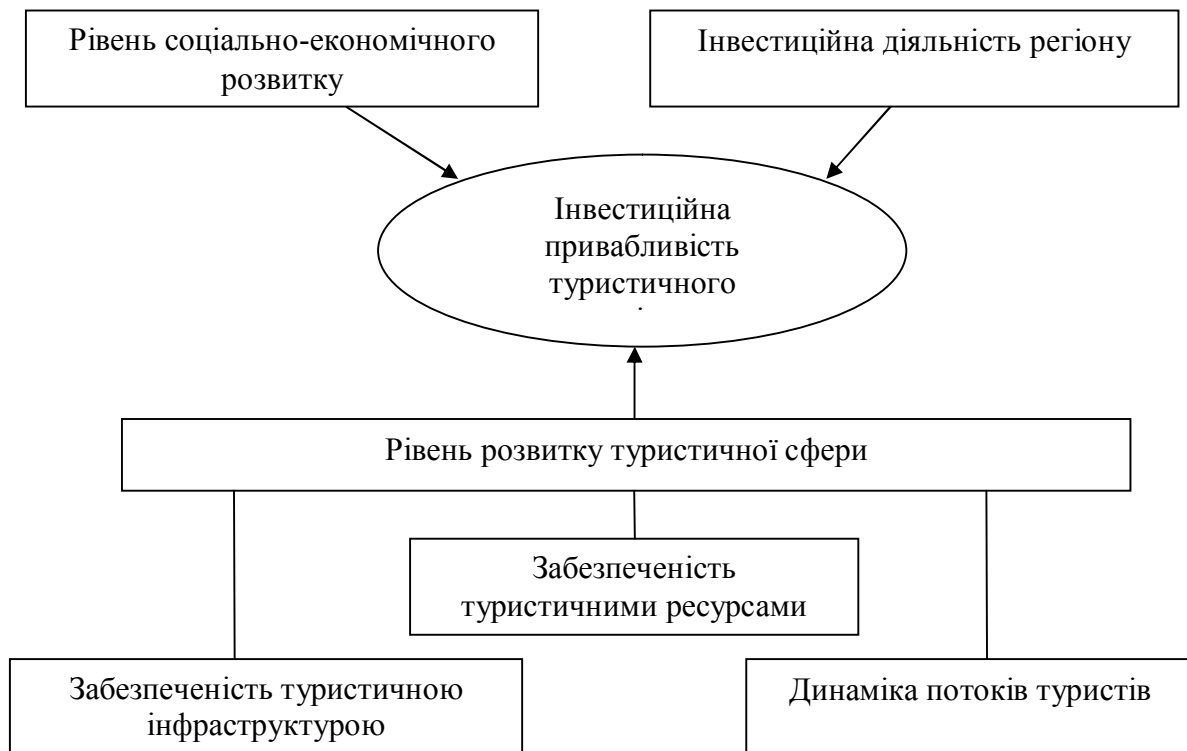 Рівень соціально-економічного
розвитку
Інвестиційна діяльність регіону
Інвестиційна
привабливість
туристичного
Рівень розвитку туристичної сфери
Забезпеченість
туристичними ресурсами
Забезпеченість туристичною
інфраструктурою
Динаміка потоків туристів